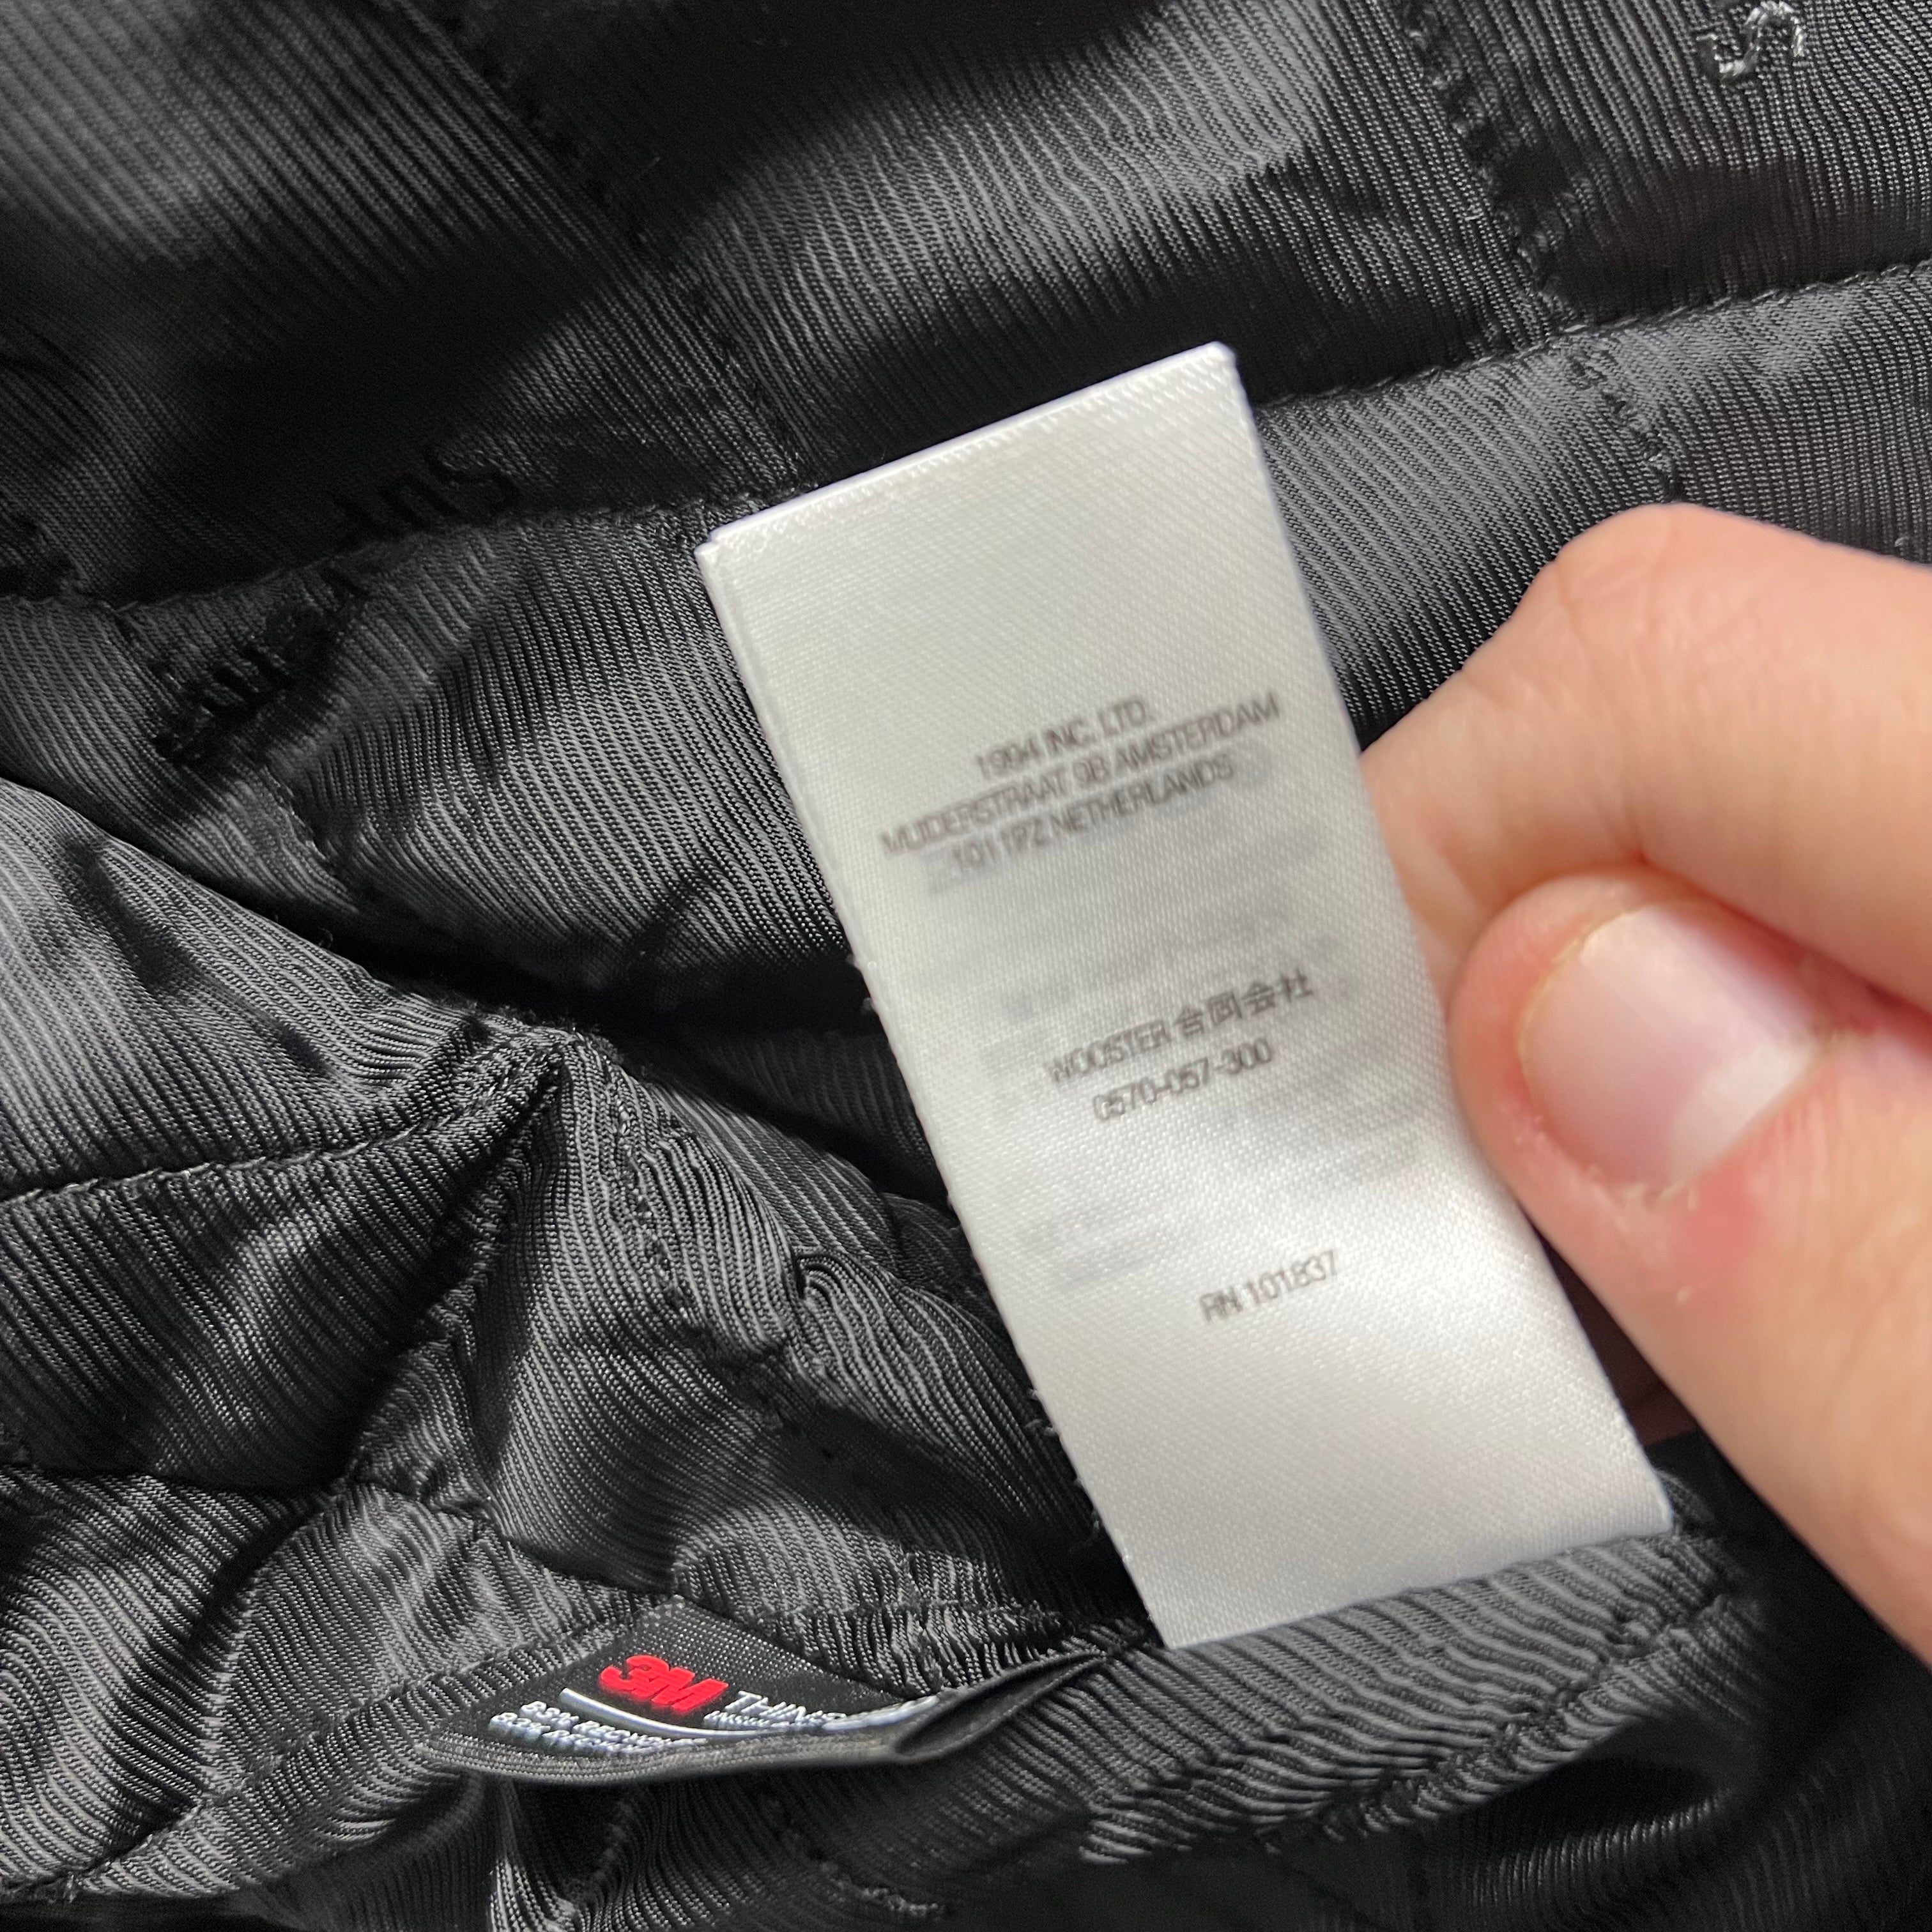 1994 INC. LTD.
MUIDERSTRAAT 9B AMSTERDAM
1011PZ NETHERLANDS
WOOSTER 合同会社
0570-057-300
RN 101837
3M